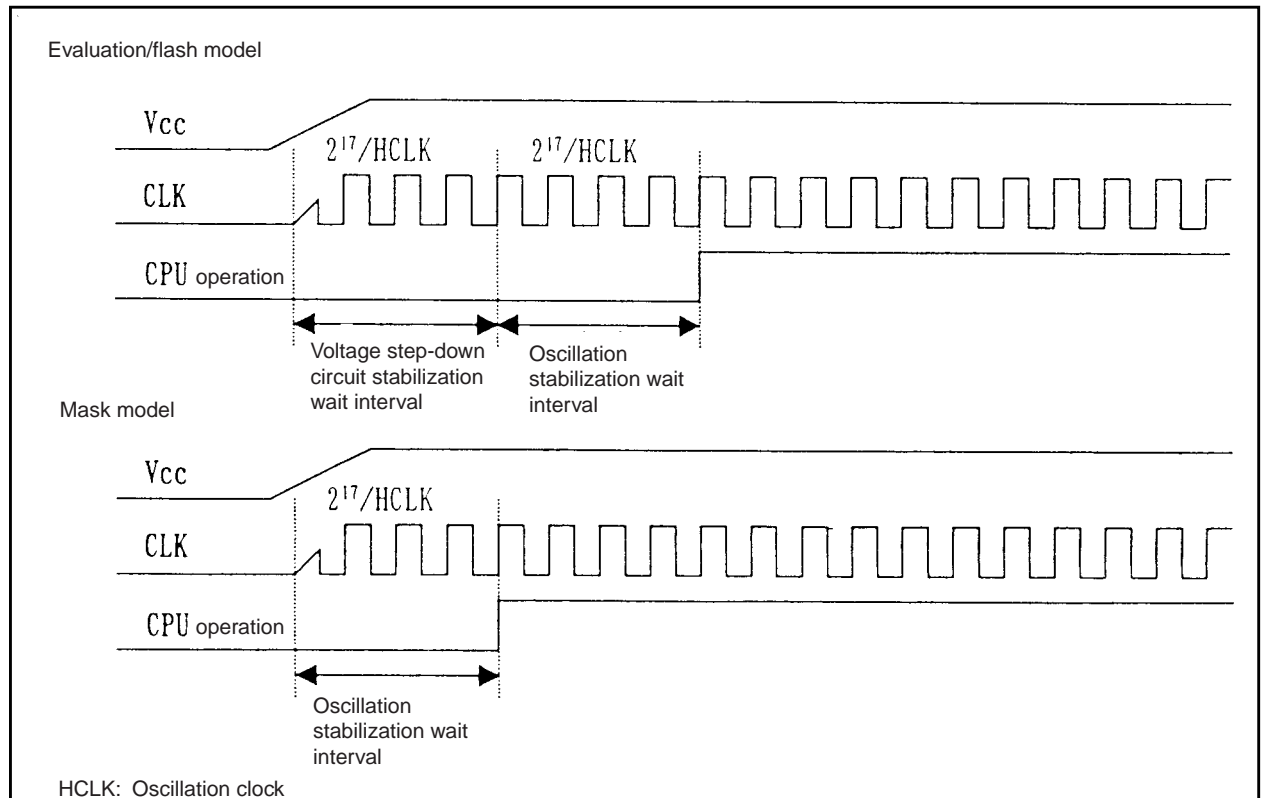 Evaluation/flash model
Vcc
2¹⁷/HCLK 2¹⁷/HCLK
CLK
CPU operation
Voltage step-down
circuit stabilization
wait interval
Oscillation
stabilization wait
interval
Mask model
Vcc
2¹⁷/HCLK
CLK
CPU operation
Oscillation
stabilization wait
interval
HCLK: Oscillation clock